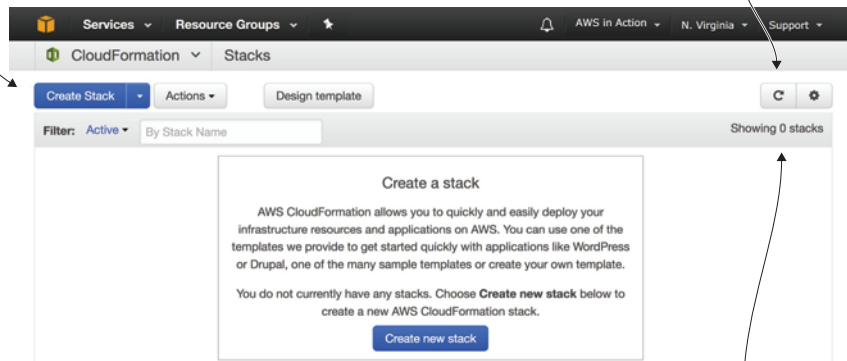 Services Resource Groups AWS in Action N. Virginia Support
CloudFormation Stacks
Create Stack Actions Design template
Filter: Active By Stack Name Showing 0 stacks
Create a stack
AWS CloudFormation allows you to quickly and easily deploy your
infrastructure resources and applications on AWS. You can use one of the
templates we provide to get started quickly with applications like WordPress
or Drupal, one of the many sample templates or create your own template.
You do not currently have any stacks. Choose Create new stack below to
create a new AWS CloudFormation stack.
Create new stack